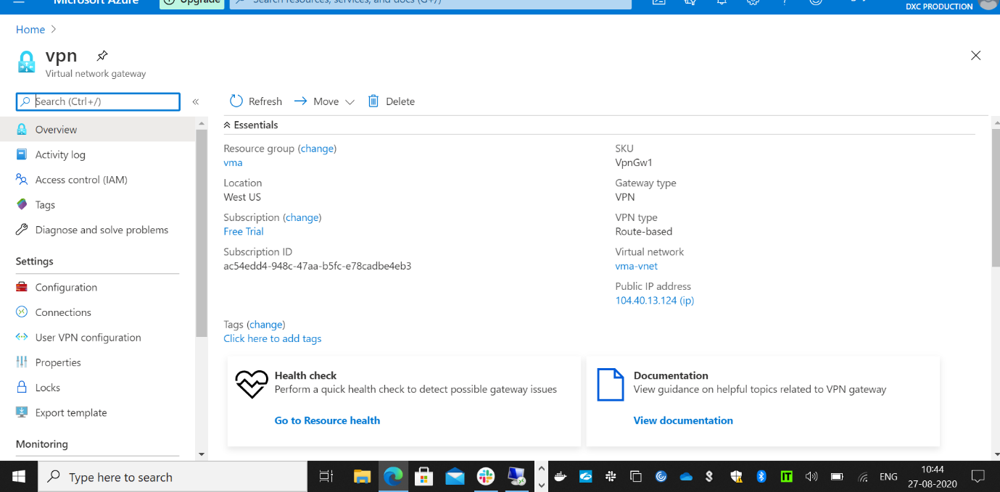 Microsoft Azure
Upgrade
Search resources, services, and docs (G+/)
DXC PRODUCTION
Home
vpn
Virtual network gateway
Search (Ctrl+/)
«
Refresh
Move
Delete
Overview
Activity log
Access control (IAM)
Tags
Diagnose and solve problems
Settings
Configuration
Connections
User VPN configuration
Properties
Locks
Export template
Monitoring
Essentials
Resource group (change)
vma
Location
West US
Subscription (change)
Free Trial
Subscription ID
ac54edd4-948c-47aa-b5fc-e78cadbe4eb3
SKU
VpnGw1
Gateway type
VPN
VPN type
Route-based
Virtual network
vma-vnet
Public IP address
104.40.13.124 (ip)
Tags (change)
Click here to add tags
Health check
Perform a quick health check to detect possible gateway issues
Go to Resource health
Documentation
View guidance on helpful topics related to VPN gateway
View documentation
Type here to search
ENG
10:44
27-08-2020